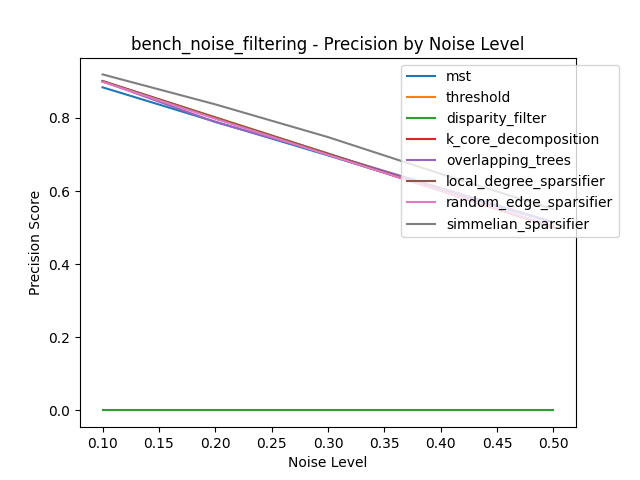 bench_noise_filtering - Precision by Noise Level
mst
threshold
disparity_filter
k_core_decomposition
overlapping_trees
local_degree_sparsifier
random_edge_sparsifier
simmelian_sparsifier
Precision Score
0.8
0.6
0.4
0.2
0.0
0.10 0.15 0.20 0.25 0.30 0.35 0.40 0.45 0.50
Noise Level